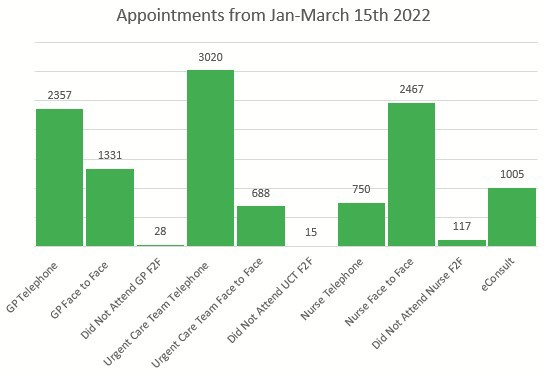 Appointments from Jan-March 15th 2022
2357
1331
28
3020
688
15
750
2467
117
1005
GP Telephone
GP Face to Face
Did Not Attend GP F2F
Urgent Care Team Telephone
Urgent Care Team Face to Face
Did Not Attend UCT F2F
Nurse Telephone
Nurse Face to Face
Did Not Attend Nurse F2F
eConsult